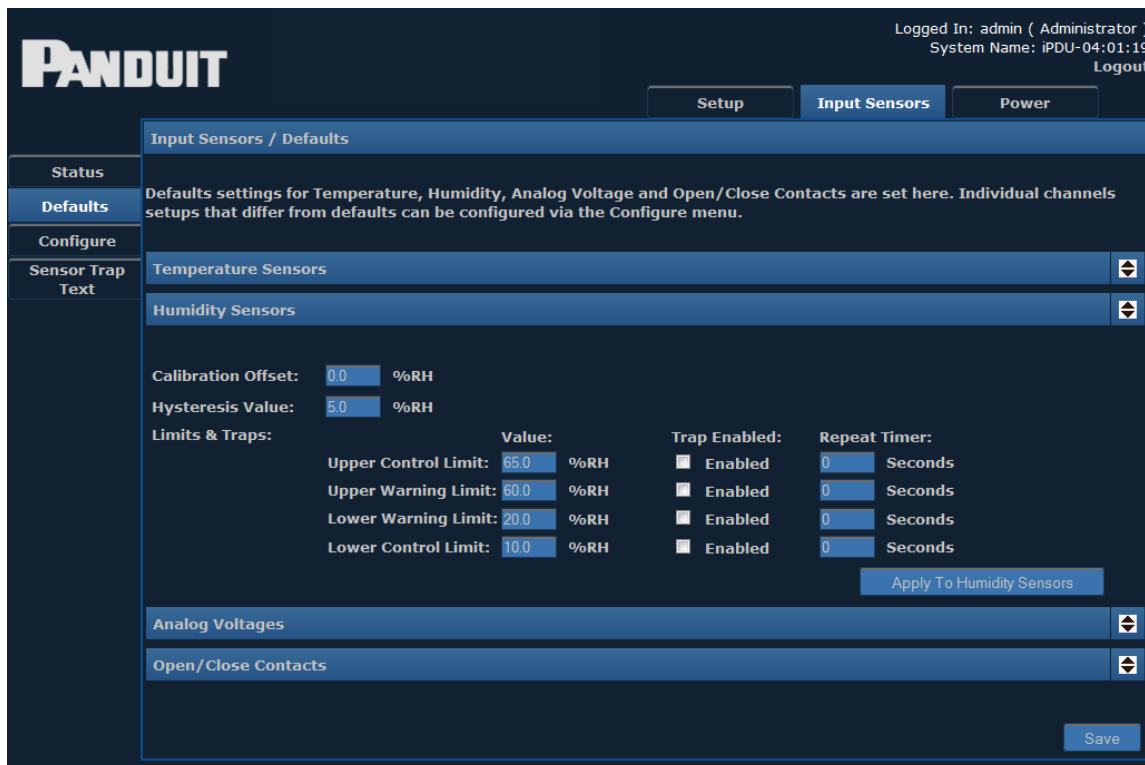 PANDUIT
Logged In: admin ( Administrator )
System Name: iPDU-04:01:19
Logout
Setup Input Sensors Power
Input Sensors / Defaults
Status
Defaults
Configure
Sensor Trap
Text
Defaults settings for Temperature, Humidity, Analog Voltage and Open/Close Contacts are set here. Individual channels
setups that differ from defaults can be configured via the Configure menu.
Temperature Sensors
Humidity Sensors
Calibration Offset: 0.0 %RH
Hysteresis Value: 5.0 %RH
Limits & Traps: Value: Trap Enabled: Repeat Timer:
Upper Control Limit: 65.0 %RH Enabled 0 Seconds
Upper Warning Limit: 60.0 %RH Enabled 0 Seconds
Lower Warning Limit: 20.0 %RH Enabled 0 Seconds
Lower Control Limit: 10.0 %RH Enabled 0 Seconds
Apply To Humidity Sensors
Analog Voltages
Open/Close Contacts
Save